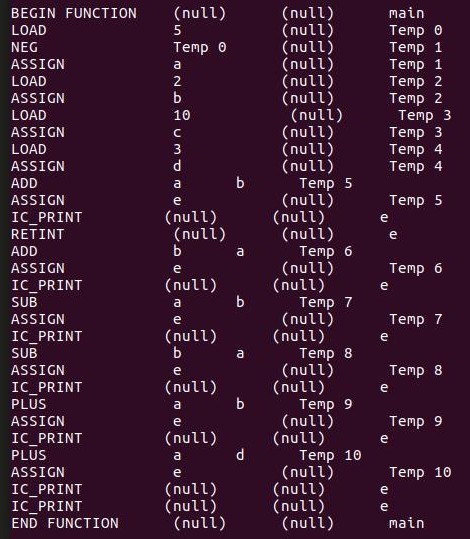 BEGIN FUNCTION (null) (null) main
LOAD 5 (null) Temp 0
NEG Temp 0 (null) Temp 1
ASSIGN a (null) Temp 1
LOAD 2 (null) Temp 2
ASSIGN b (null) Temp 2
LOAD 10 (null) Temp 3
ASSIGN c (null) Temp 3
LOAD 3 (null) Temp 4
ASSIGN d (null) Temp 4
ADD a b Temp 5
ASSIGN e (null) Temp 5
IC_PRINT (null) (null) e
RETINT (null) (null) e
ADD b a Temp 6
ASSIGN e (null) Temp 6
IC_PRINT (null) (null) e
SUB a b Temp 7
ASSIGN e (null) Temp 7
IC_PRINT (null) (null) e
SUB b a Temp 8
ASSIGN e (null) Temp 8
IC_PRINT (null) (null) e
PLUS a b Temp 9
ASSIGN e (null) Temp 9
IC_PRINT (null) (null) e
PLUS a d Temp 10
ASSIGN e (null) Temp 10
IC_PRINT (null) (null) e
IC_PRINT (null) (null) e
END FUNCTION (null) (null) main